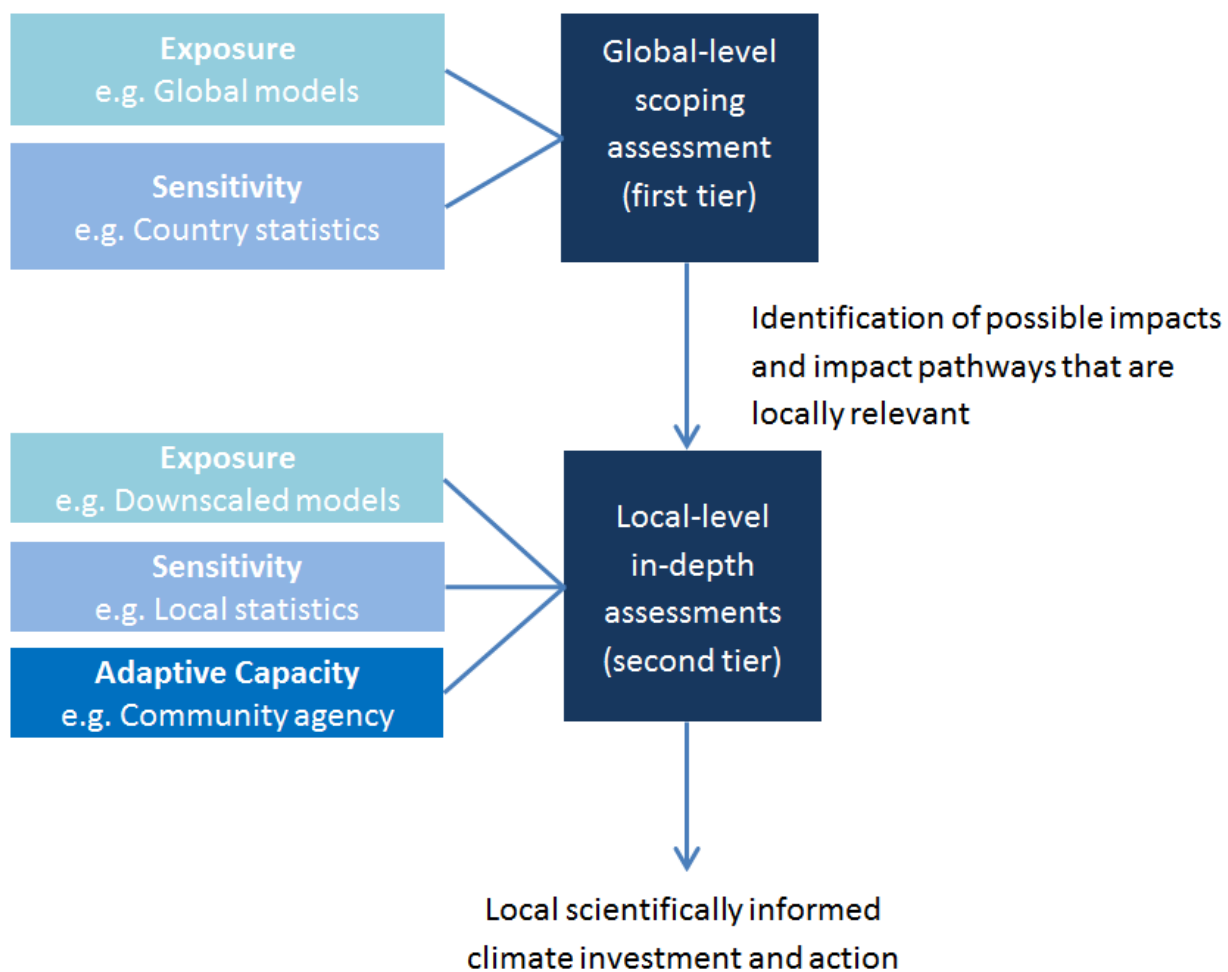 Exposure
e.g. Global models
Sensitivity
e.g. Country statistics
Global-level
scoping
assessment
(first tier)
Identification of possible impacts
and impact pathways that are
locally relevant
Exposure
e.g. Downscaled models
Sensitivity
e.g. Local statistics
Adaptive Capacity
e.g. Community agency
Local-level
in-depth
assessments
(second tier)
Local scientifically informed
climate investment and action